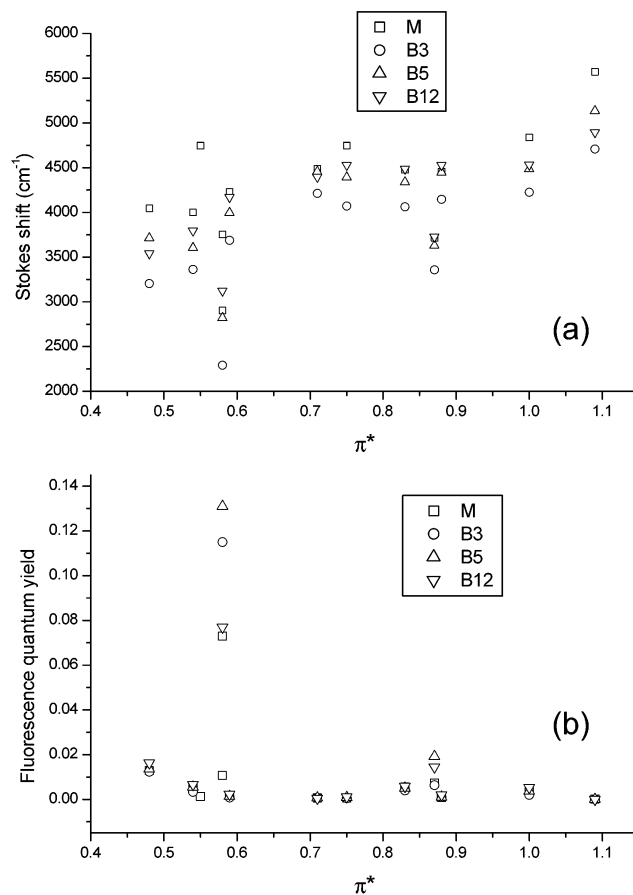 M
B3
B5
B12
6000
5500
5000
4500
4000
3500
3000
2500
2000
Stokes shift (cm⁻¹)
(a)
0.4 0.5 0.6 0.7 0.8 0.9 1.0 1.1
π*
M
B3
B5
B12
0.14
0.12
0.10
0.08
0.06
0.04
0.02
0.00
Fluorescence quantum yield
(b)
0.4 0.5 0.6 0.7 0.8 0.9 1.0 1.1
π*